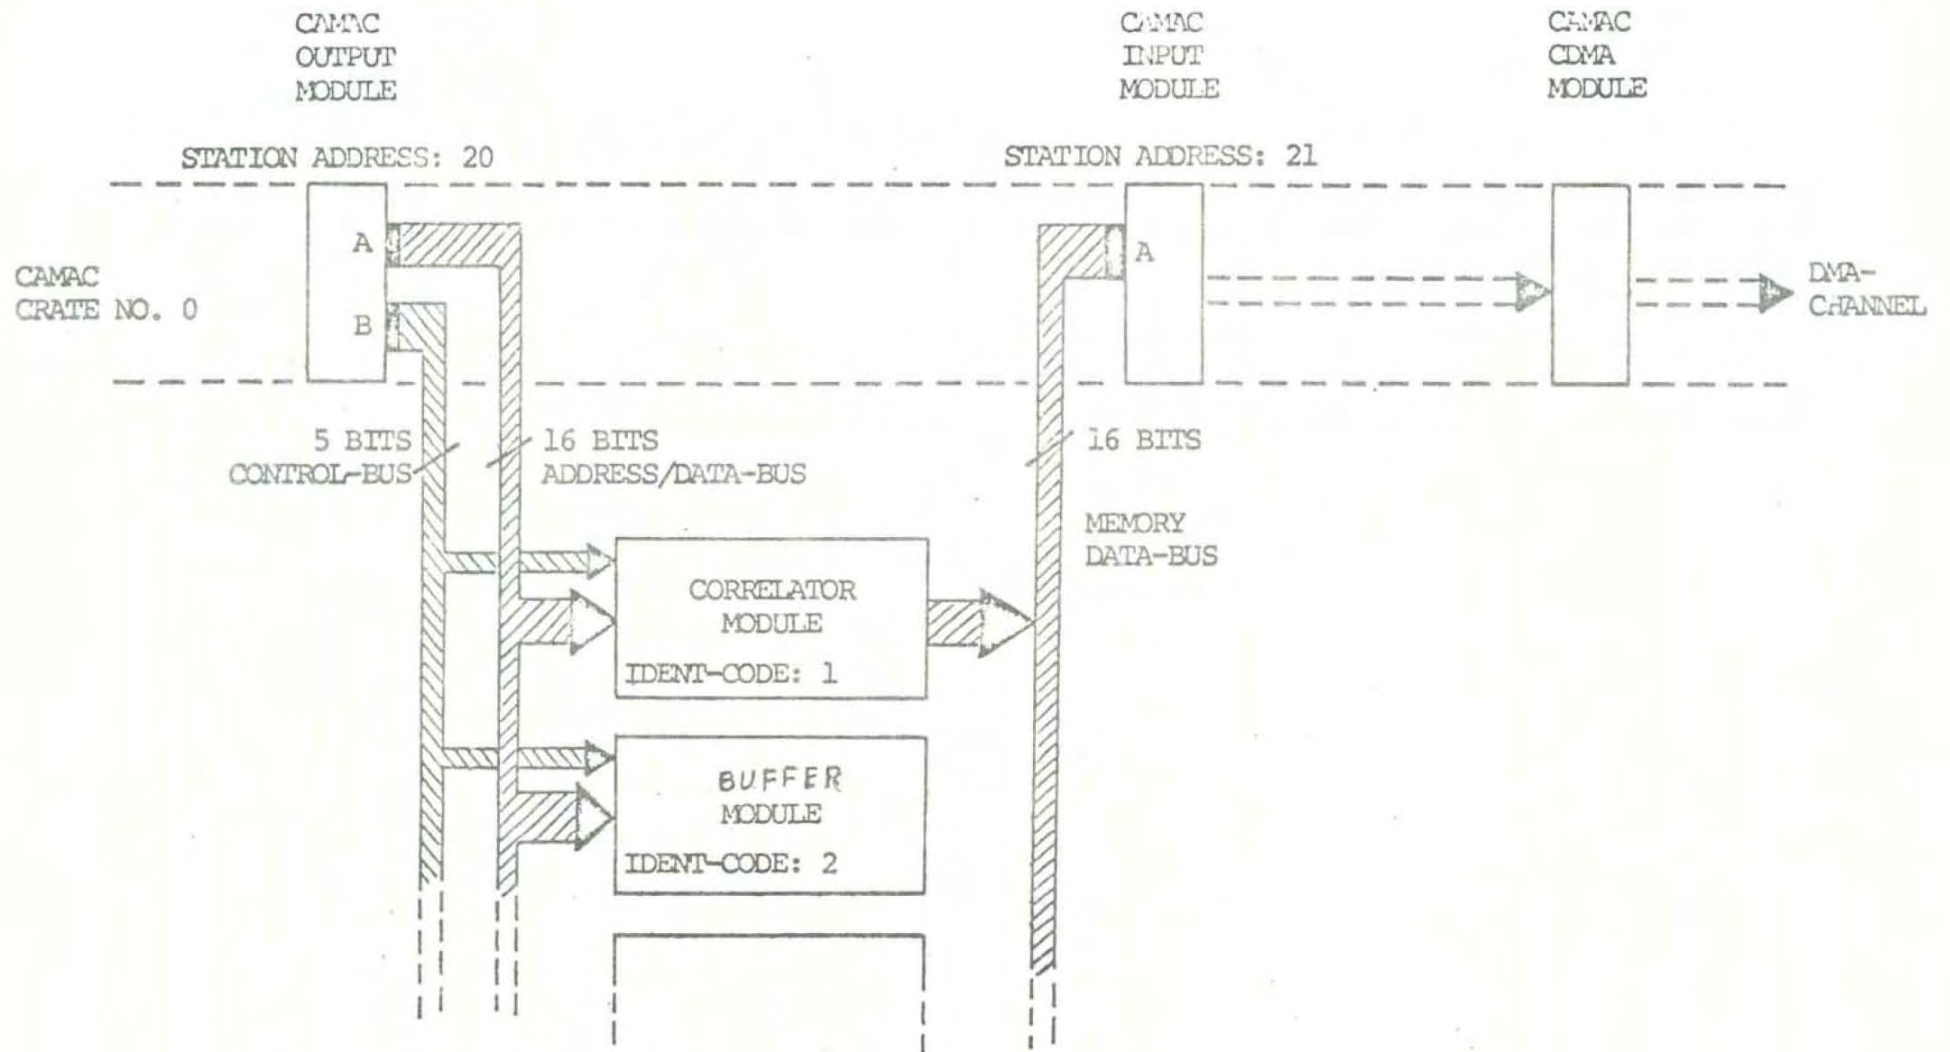 CAMAC
OUTPUT
MODULE
CAMAC
INPUT
MODULE
CAMAC
CDMA
MODULE
STATION ADDRESS: 20
STATION ADDRESS: 21
A
B
A
CAMAC
CRATE NO. 0
DMA-
CHANNEL
5 BITS
CONTROL-BUS
16 BITS
ADDRESS/DATA-BUS
16 BITS
MEMORY
DATA-BUS
CORRELATOR
MODULE
IDENT-CODE: 1
BUFFER
MODULE
IDENT-CODE: 2